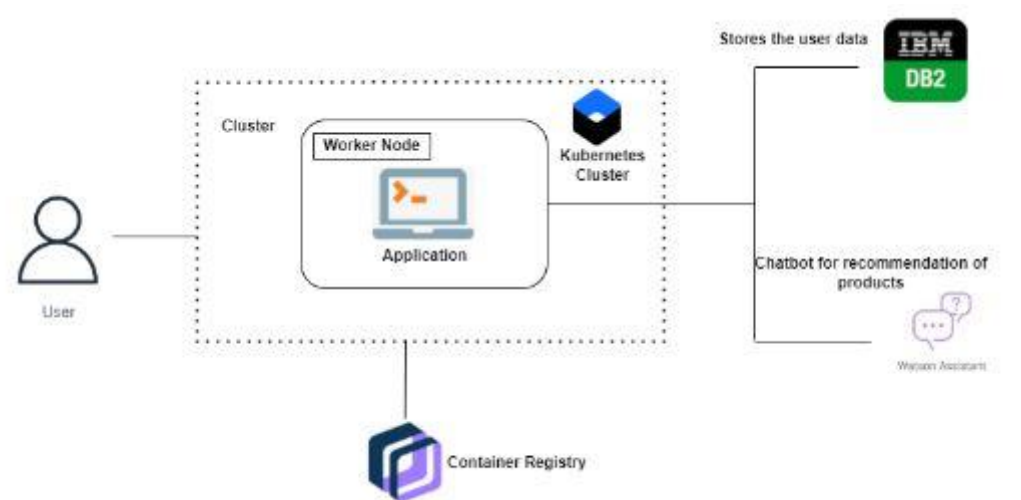 Stores the user data
IBM
DB2
Cluster
Worker Node
Kubernetes
Cluster
Application
User
Chatbot for recommendation of
products
?
Watson Assistant
Container Registry